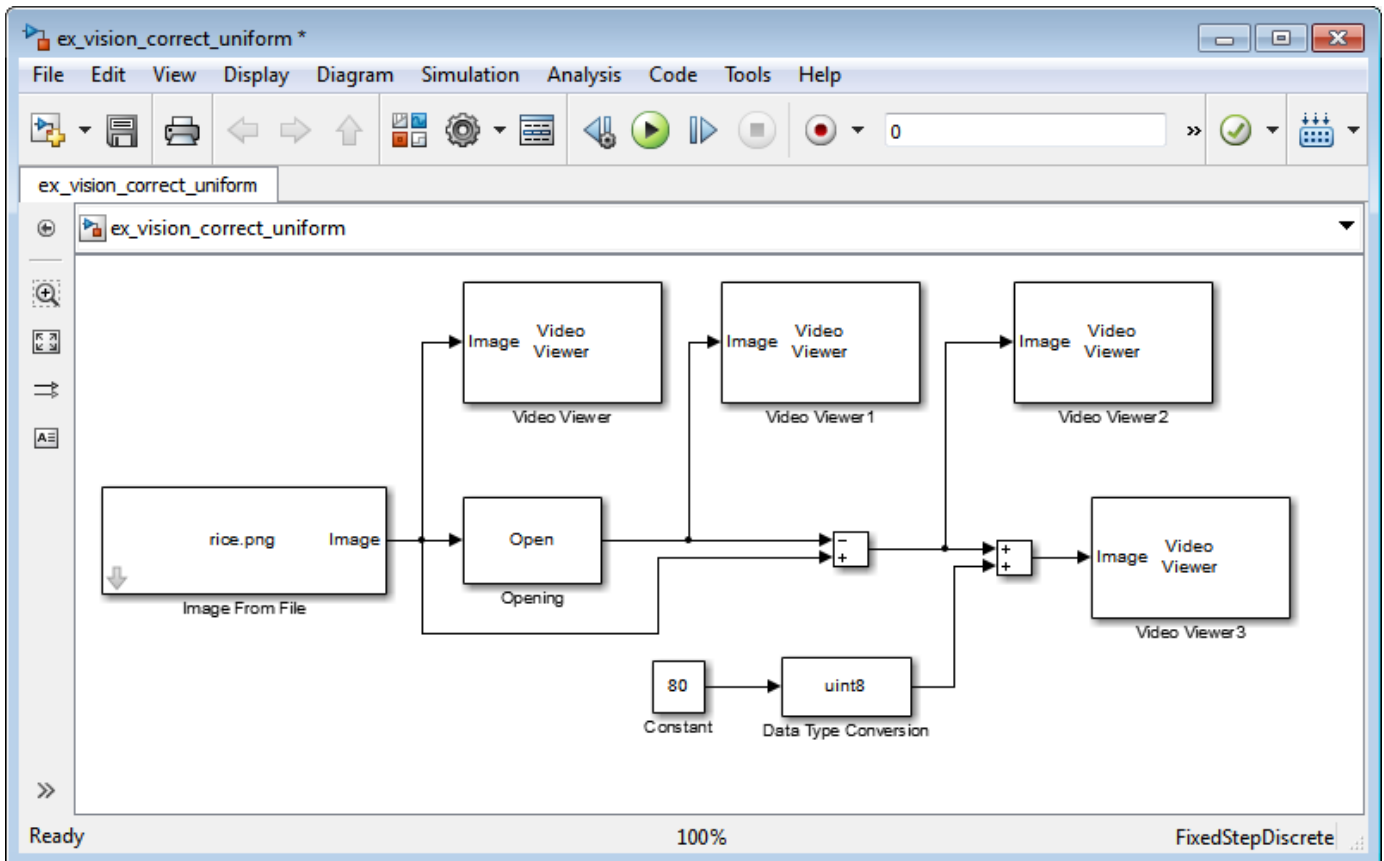 ex_vision_correct_uniform *
File Edit View Display Diagram Simulation Analysis Code Tools Help
0
»
ex_vision_correct_uniform
ex_vision_correct_uniform
Image Video Viewer
Video Viewer
Image Video Viewer
Video Viewer1
Image Video Viewer
Video Viewer2
rice.png Image
Image From File
Open
Opening
−
+
+
+
Image Video Viewer
Video Viewer3
80
Constant
uint8
Data Type Conversion
A
»
Ready 100% FixedStepDiscrete